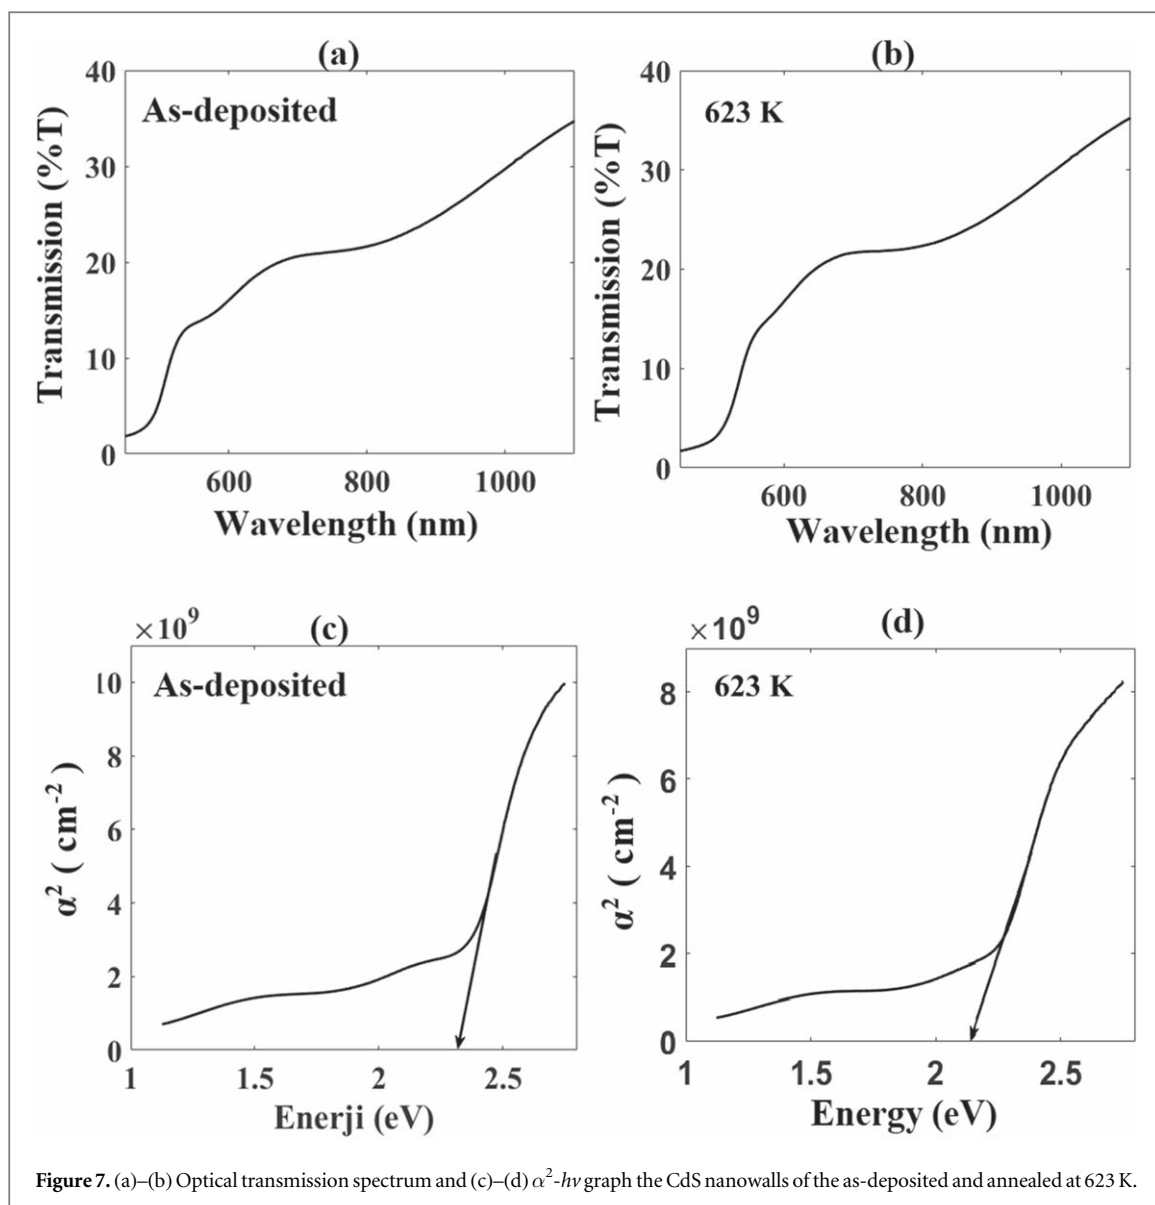 (a)
40
30
20
10
0
As-deposited
Transmission (%T)
600 800 1000
Wavelength (nm)
(b)
40
30
20
10
0
623 K
Transmission (%T)
600 800 1000
Wavelength (nm)
×10⁹
(c)
10
8
6
4
2
0
As-deposited
α² ( cm⁻² )
1 1.5 2 2.5
Enerji (eV)
×10⁹
(d)
8
6
4
2
0
623 K
α² ( cm⁻² )
1 1.5 2 2.5
Energy (eV)
Figure 7. (a)–(b) Optical transmission spectrum and (c)–(d) α²-hν graph the CdS nanowalls of the as-deposited and annealed at 623 K.